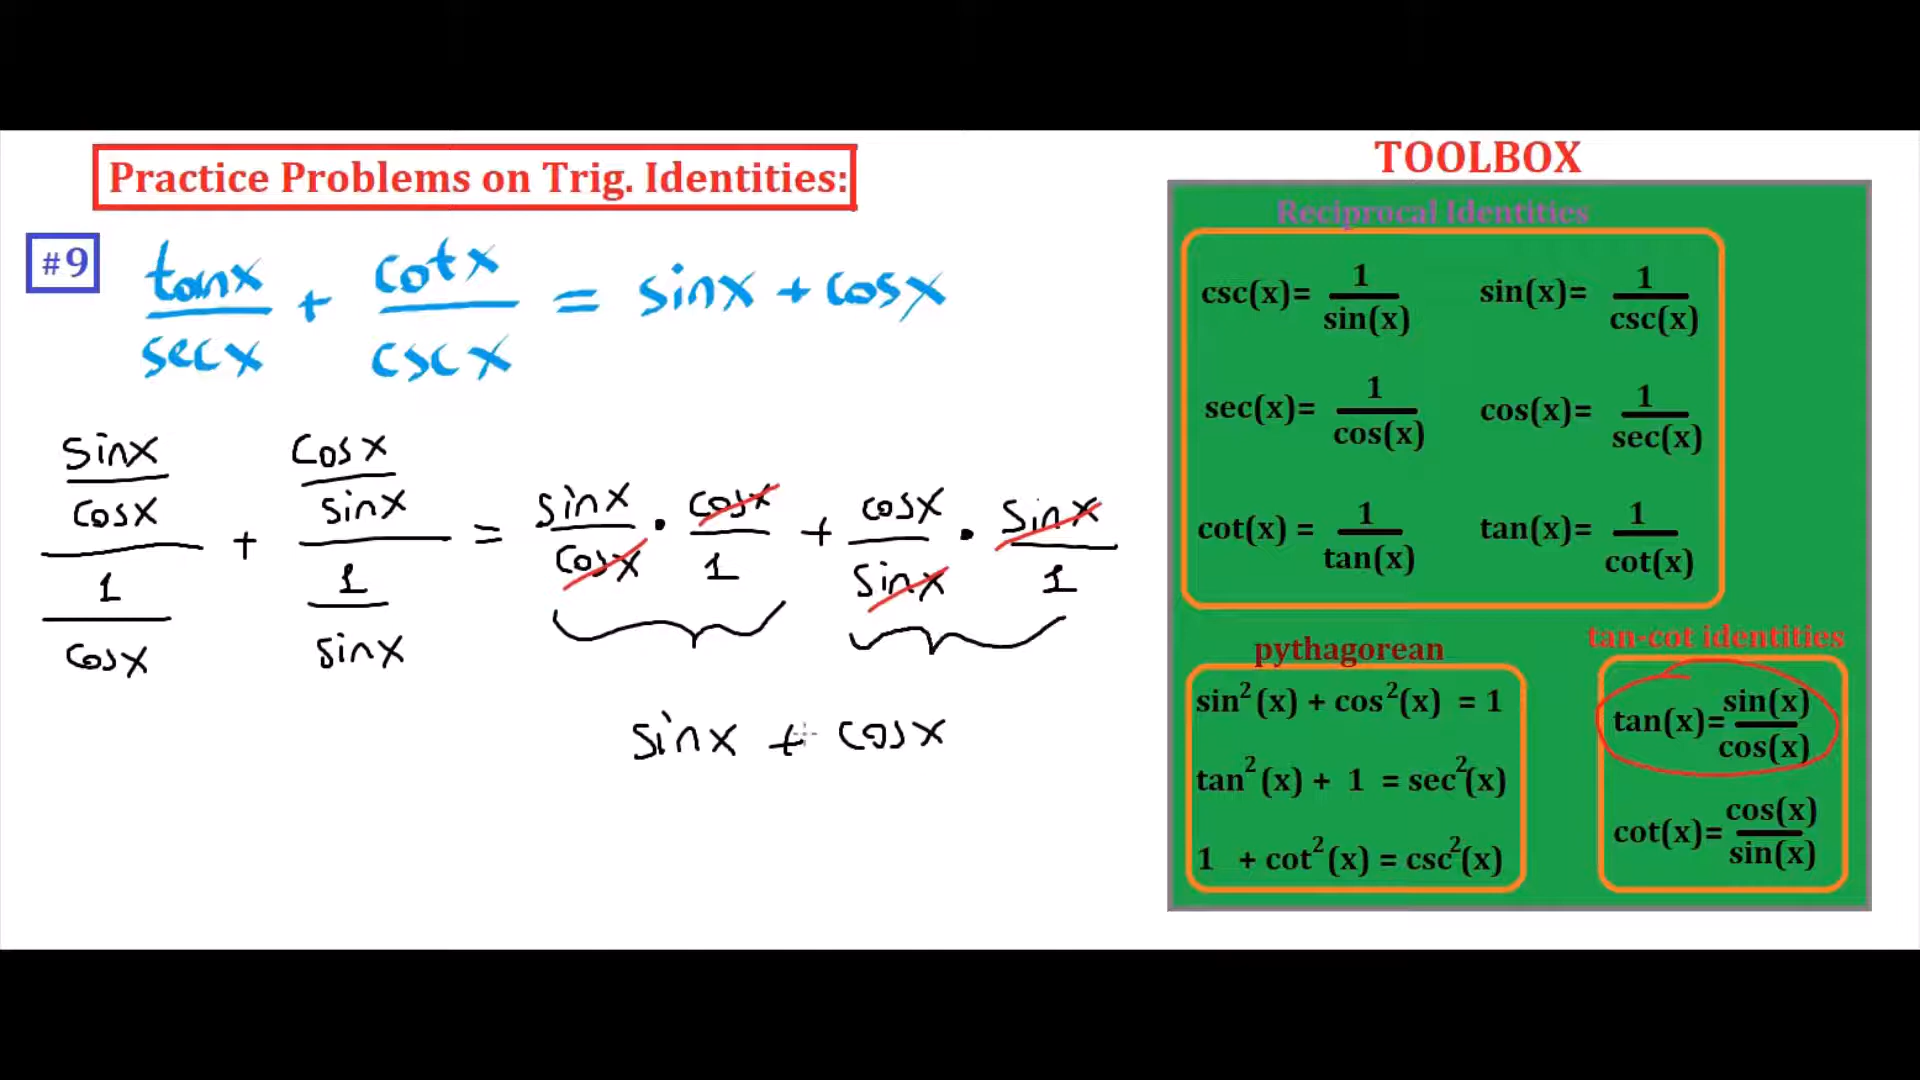 Practice Problems on Trig. Identities:
#9
tanx/secx + cotx/cscx = sinx + cosx
(sinx/cosx)/(1/cosx) + (cosx/sinx)/(1/sinx) = sinx/cosx · cosx/1 + cosx/sinx · sinx/1
sinx + cosx
TOOLBOX
Reciprocal Identities
csc(x)= 1/sin(x) sin(x)= 1/csc(x)
sec(x)= 1/cos(x) cos(x)= 1/sec(x)
cot(x) = 1/tan(x) tan(x)= 1/cot(x)
pythagorean
sin²(x) + cos²(x) = 1
tan²(x) + 1 = sec²(x)
1 + cot²(x) = csc²(x)
tan-cot identities
tan(x)= sin(x)/cos(x)
cot(x)= cos(x)/sin(x)